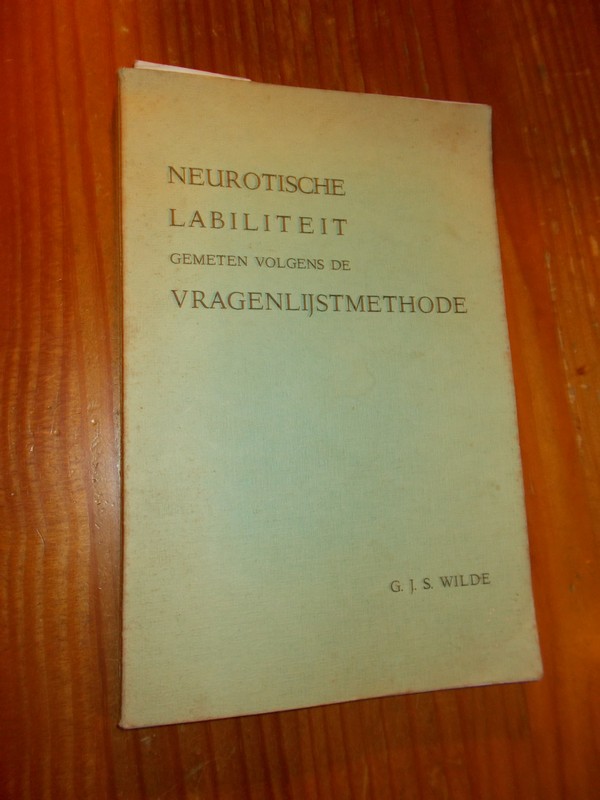 NEUROTISCHE
LABILITEIT
GEMETEN VOLGENS DE
VRAGENLIJSTMETHODE
G. J. S. WILDE